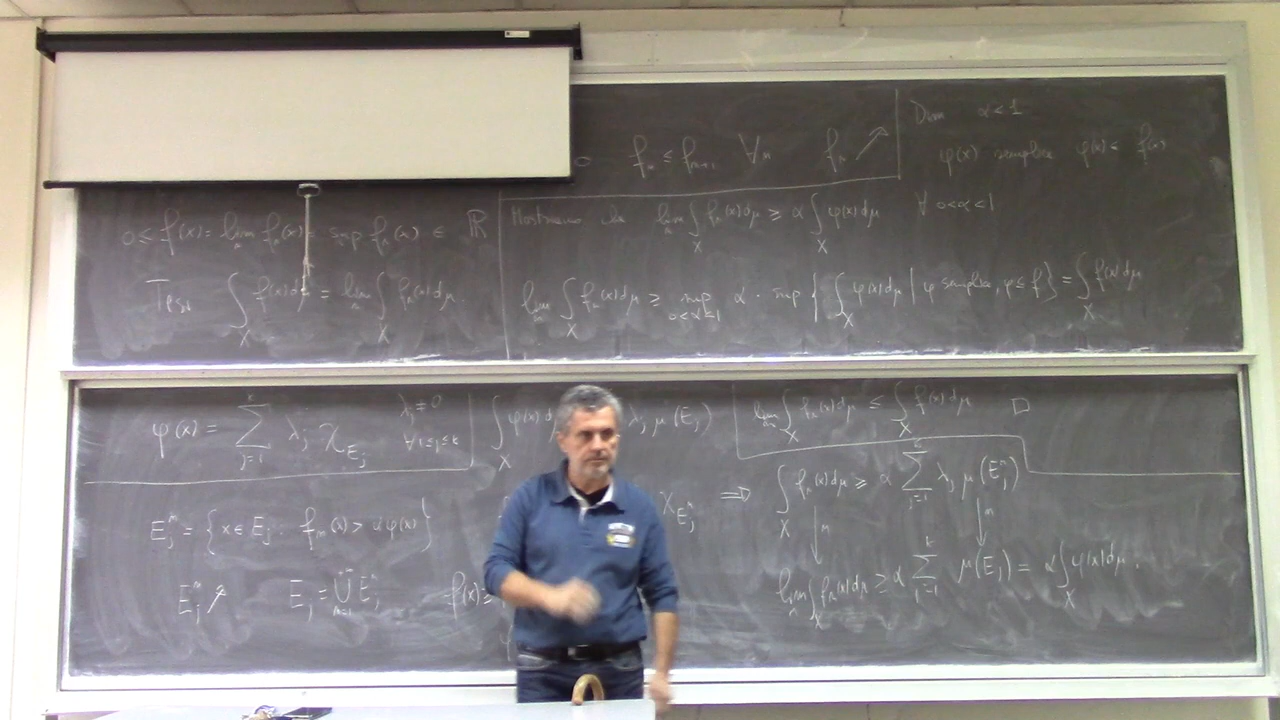 f_n ≤ f_{n+1} ∀n f_n ↗
0 ≤ f(x) = lim_n f_n(x) = sup f_n(x) ∈ ℝ
Tesi ∫_X f(x)dμ = lim_n ∫_X f_n(x)dμ.
Dim α<1
φ(x) semplice φ(x) ≤ f(x)
Mostriamo che lim_n ∫_X f_n(x)dμ ≥ α ∫_X φ(x)dμ ∀ 0<α<1
lim_n ∫_X f_n(x)dμ ≥ sup_{0<α<1} α · sup { ∫_X φ(x)dμ | φ semplice, φ≤f } = ∫_X f(x)dμ
φ(x) = Σ_{j=1}^k λ_j χ_{E_j} λ_j ≠ 0 ∀ 1≤j≤k
∫_X φ(x)d λ_j μ(E_j)
lim_n ∫_X f_n(x)dμ ≤ ∫_X f(x)dμ □
E_j^n = { x ∈ E_j : f_n(x) > αφ(x) }
χ_{E_j^n} ⟹ ∫_X f_n(x)dμ ≥ α Σ_{j=1}^k λ_j μ(E_j^n)
↓n ↓n
E_j^n ↗ E_j = ⋃_{n=1}^∞ E_j^n f(x) ≥
lim_n ∫_X f_n(x)dμ ≥ α Σ_{j=1}^k μ(E_j) = α ∫_X φ(x)dμ.